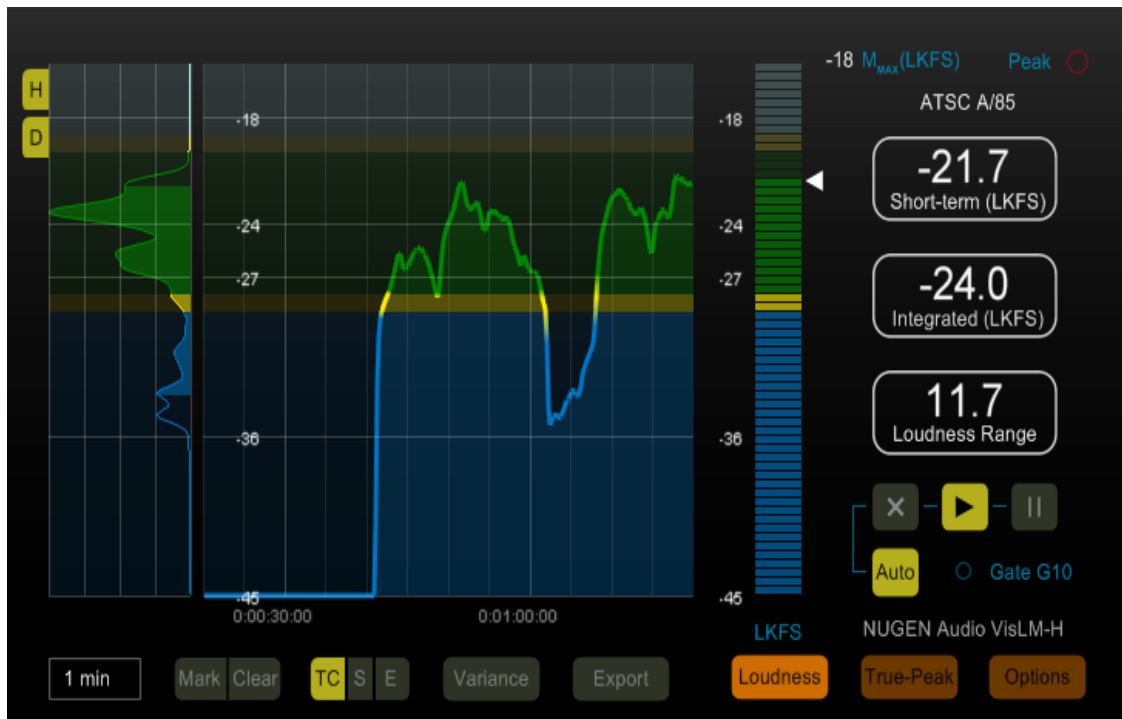 -18 M MAX (LKFS) Peak
ATSC A/85
H
D
-18
-24
-27
-36
-45
0:00:30:00
0:01:00:00
-18
-24
-27
-36
-45
LKFS
-21.7
Short-term (LKFS)
-24.0
Integrated (LKFS)
11.7
Loudness Range
Auto
Gate G10
NUGEN Audio VisLM-H
1 min
Mark Clear
TC S E
Variance
Export
Loudness
True-Peak
Options